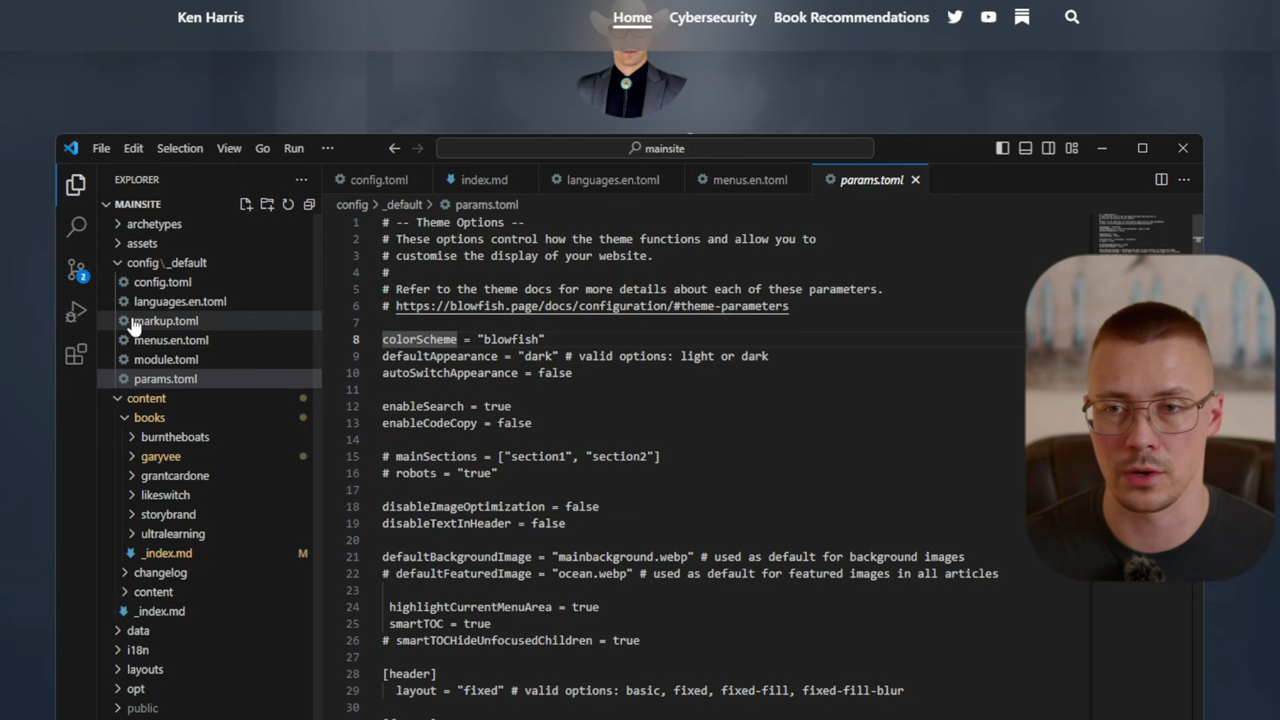 Ken Harris
Home Cybersecurity Book Recommendations
File Edit Selection View Go Run ··· mainsite
EXPLORER ···
MAINSITE
archetypes
assets
config\_default
config.toml
languages.en.toml
markup.toml
menus.en.toml
module.toml
params.toml
content
books
burntheboats
garyvee
grantcardone
likeswitch
storybrand
ultralearning
_index.md M
changelog
content
_index.md
data
i18n
layouts
opt
public
2
config.toml index.md languages.en.toml menus.en.toml params.toml
config > _default > params.toml
1 # -- Theme Options --
2 # These options control how the theme functions and allow you to
3 # customise the display of your website.
4 #
5 # Refer to the theme docs for more details about each of these parameters.
6 # https://blowfish.page/docs/configuration/#theme-parameters
7
8 colorScheme = "blowfish"
9 defaultAppearance = "dark" # valid options: light or dark
10 autoSwitchAppearance = false
11
12 enableSearch = true
13 enableCodeCopy = false
14
15 # mainSections = ["section1", "section2"]
16 # robots = "true"
17
18 disableImageOptimization = false
19 disableTextInHeader = false
20
21 defaultBackgroundImage = "mainbackground.webp" # used as default for background images
22 # defaultFeaturedImage = "ocean.webp" # used as default for featured images in all articles
23
24 highlightCurrentMenuArea = true
25 smartTOC = true
26 # smartTOCHideUnfocusedChildren = true
27
28 [header]
29 layout = "fixed" # valid options: basic, fixed, fixed-fill, fixed-fill-blur
30